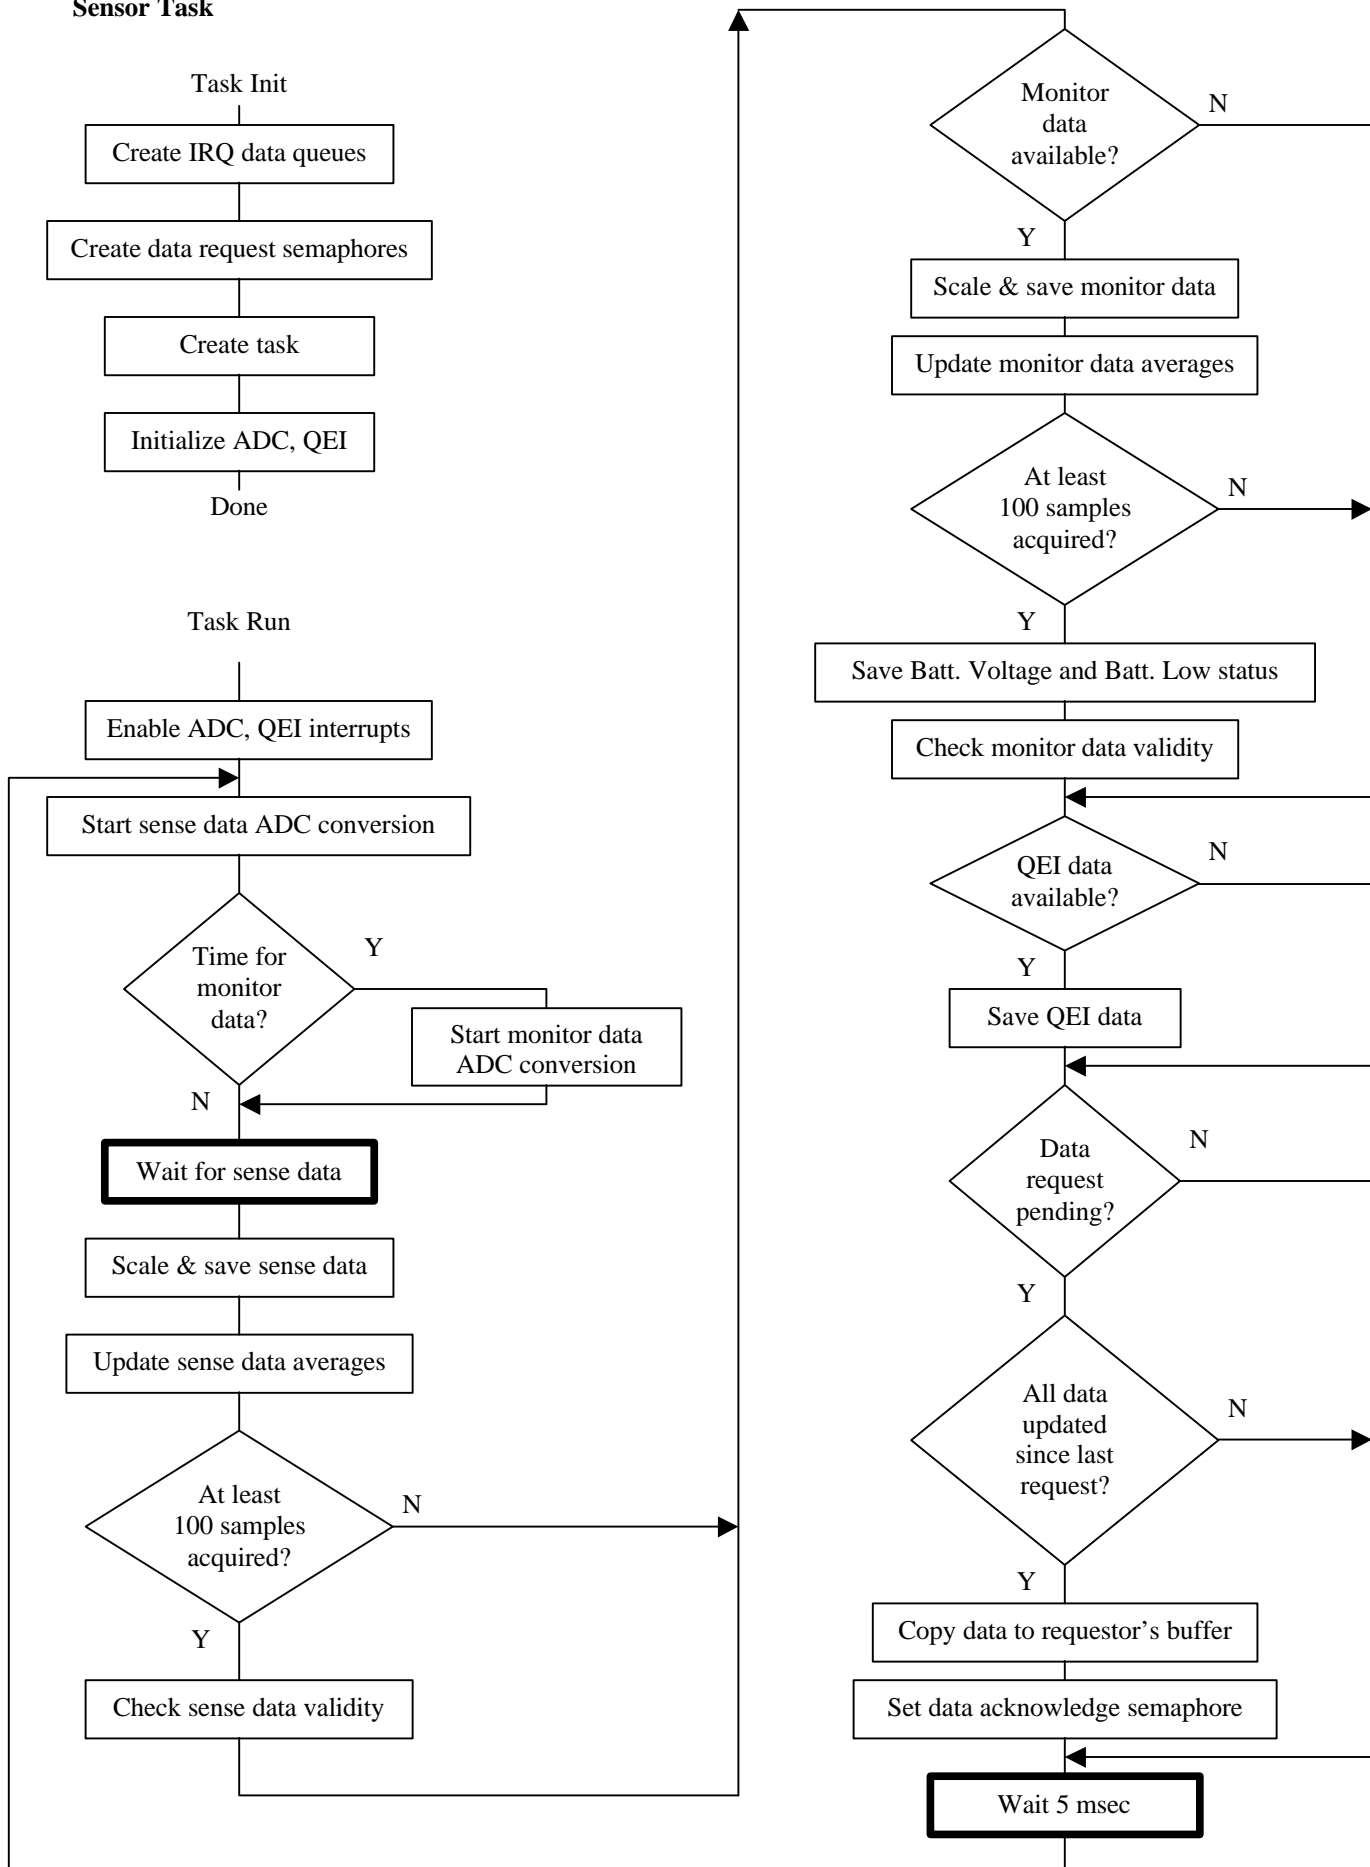 Sensor Task
Task Init
Create IRQ data queues
Create data request semaphores
Create task
Initialize ADC, QEI
Done
Task Run
Enable ADC, QEI interrupts
Start sense data ADC conversion
Time for
monitor
data?
Y
Start monitor data
ADC conversion
N
Wait for sense data
Scale & save sense data
Update sense data averages
At least
100 samples
acquired?
N
Y
Check sense data validity
Monitor
data
available?
N
Y
Scale & save monitor data
Update monitor data averages
At least
100 samples
acquired?
N
Y
Save Batt. Voltage and Batt. Low status
Check monitor data validity
QEI data
available?
N
Y
Save QEI data
Data
request
pending?
N
Y
All data
updated
since last
request?
N
Y
Copy data to requestor’s buffer
Set data acknowledge semaphore
Wait 5 msec